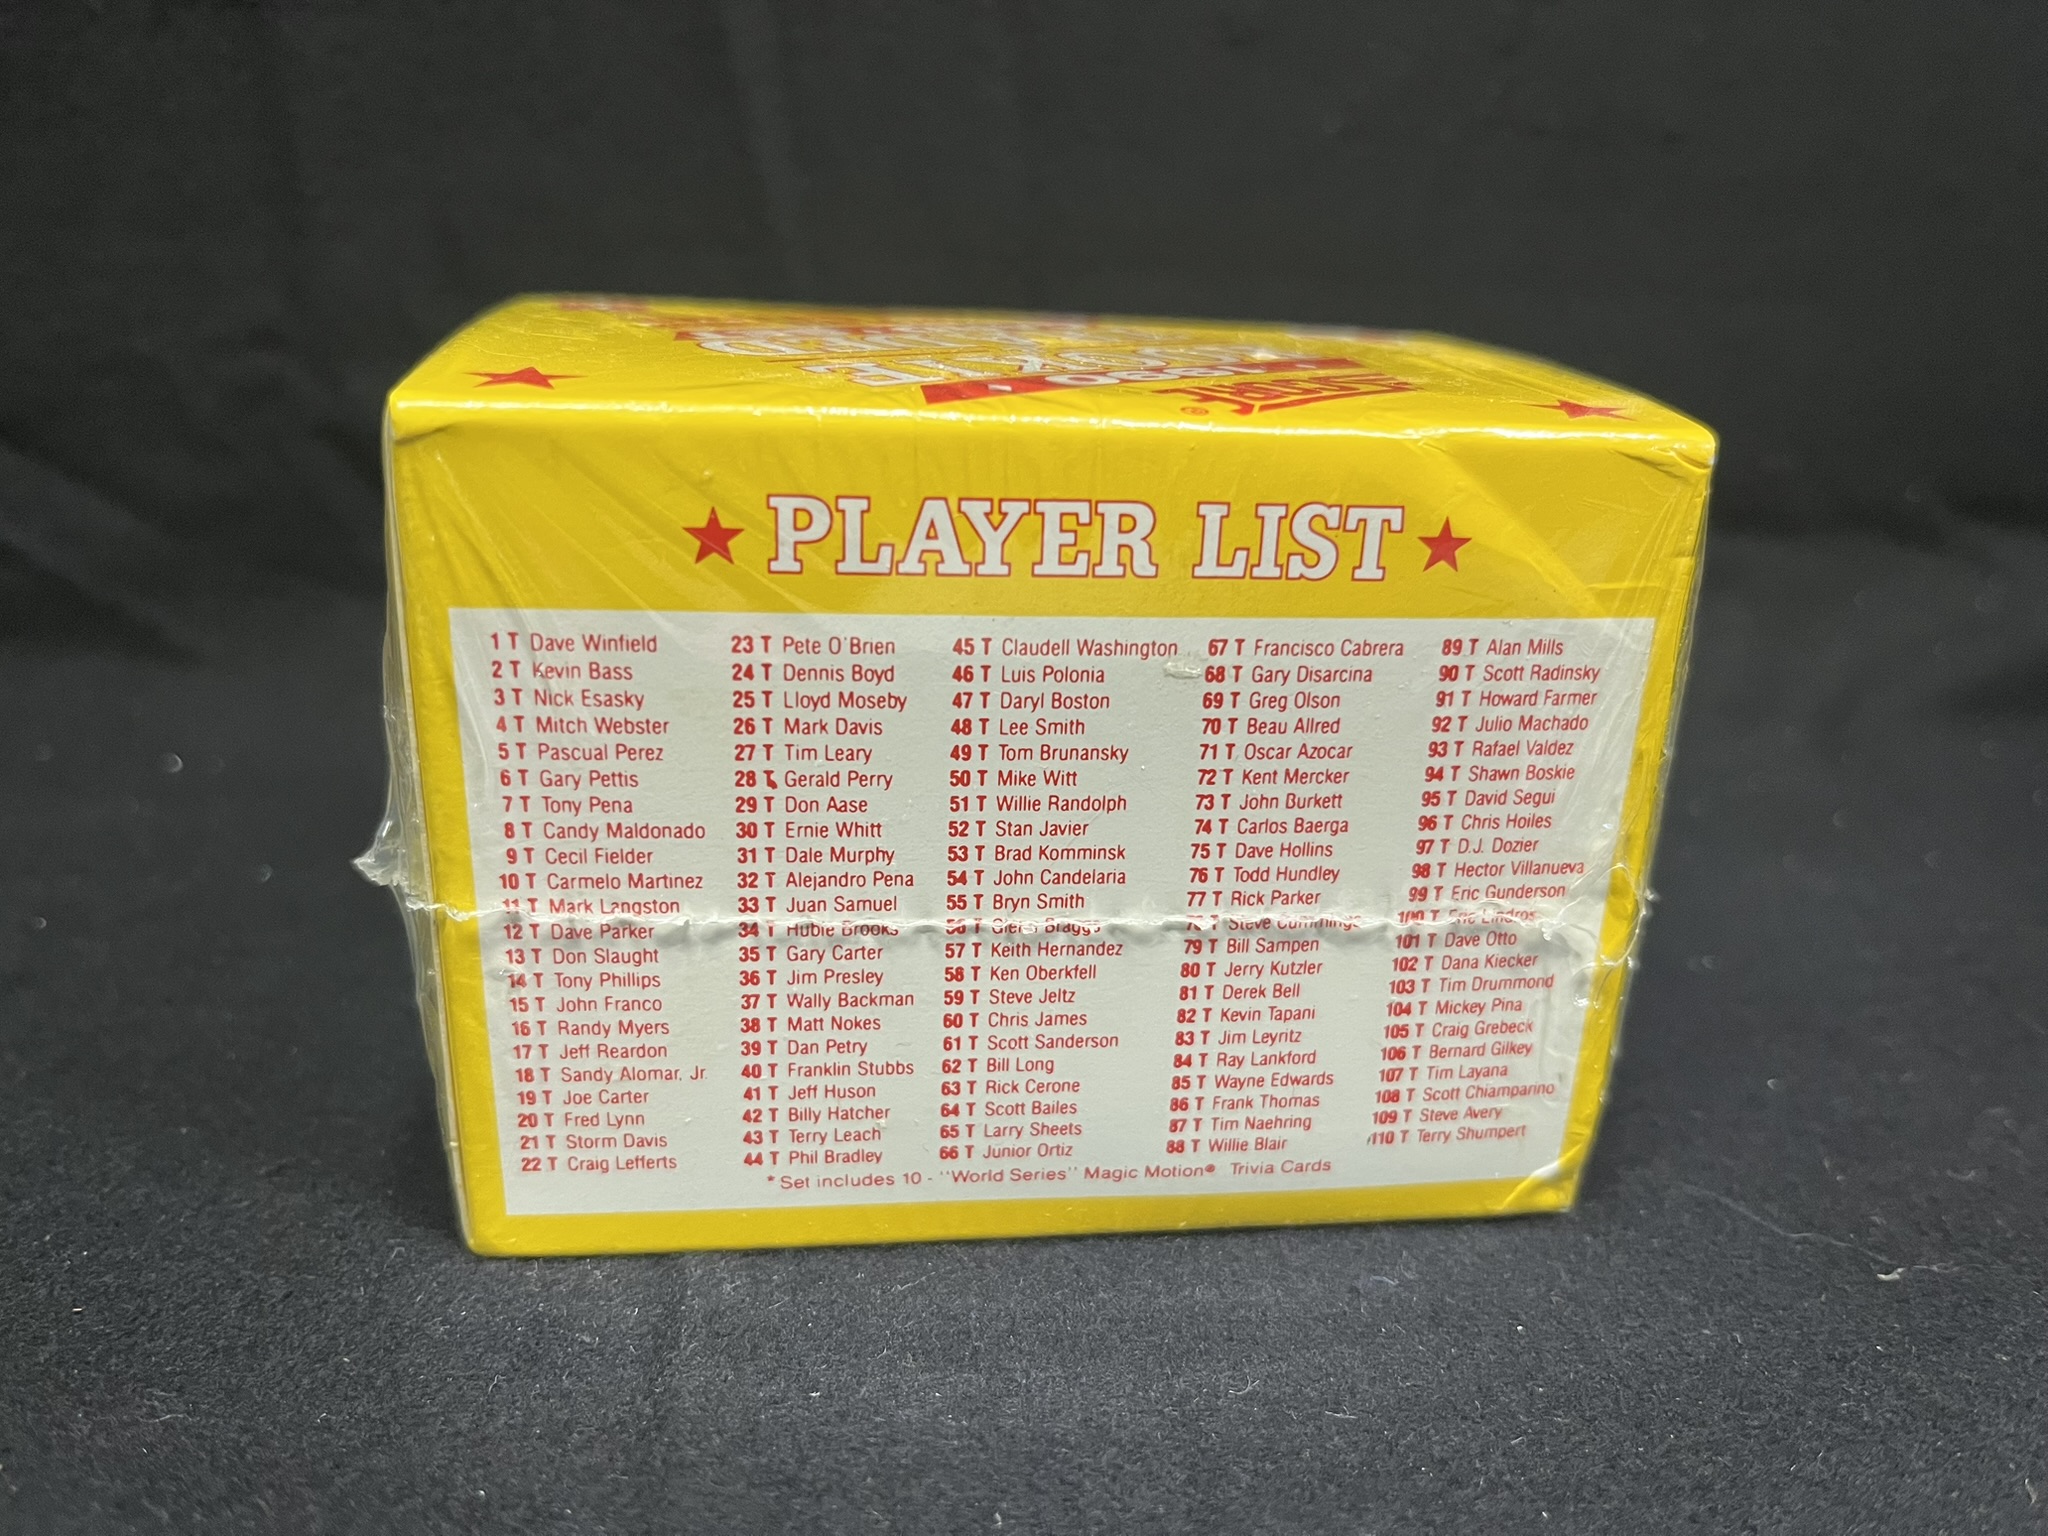 Score ®
1990
ROOKIE
PLAYER LIST
1 T Dave Winfield
2 T Kevin Bass
3 T Nick Esasky
4 T Mitch Webster
5 T Pascual Perez
6 T Gary Pettis
7 T Tony Pena
8 T Candy Maldonado
9 T Cecil Fielder
10 T Carmelo Martinez
11 T Mark Langston
12 T Dave Parker
13 T Don Slaught
14 T Tony Phillips
15 T John Franco
16 T Randy Myers
17 T Jeff Reardon
18 T Sandy Alomar, Jr.
19 T Joe Carter
20 T Fred Lynn
21 T Storm Davis
22 T Craig Lefferts
23 T Pete O'Brien
24 T Dennis Boyd
25 T Lloyd Moseby
26 T Mark Davis
27 T Tim Leary
28 T Gerald Perry
29 T Don Aase
30 T Ernie Whitt
31 T Dale Murphy
32 T Alejandro Pena
33 T Juan Samuel
34 T Hubie Brooks
35 T Gary Carter
36 T Jim Presley
37 T Wally Backman
38 T Matt Nokes
39 T Dan Petry
40 T Franklin Stubbs
41 T Jeff Huson
42 T Billy Hatcher
43 T Terry Leach
44 T Phil Bradley
45 T Claudell Washington
46 T Luis Polonia
47 T Daryl Boston
48 T Lee Smith
49 T Tom Brunansky
50 T Mike Witt
51 T Willie Randolph
52 T Stan Javier
53 T Brad Komminsk
54 T John Candelaria
55 T Bryn Smith
56 T Glenn Braggs
57 T Keith Hernandez
58 T Ken Oberkfell
59 T Steve Jeltz
60 T Chris James
61 T Scott Sanderson
62 T Bill Long
63 T Rick Cerone
64 T Scott Bailes
65 T Larry Sheets
66 T Junior Ortiz
67 T Francisco Cabrera
68 T Gary Disarcina
69 T Greg Olson
70 T Beau Allred
71 T Oscar Azocar
72 T Kent Mercker
73 T John Burkett
74 T Carlos Baerga
75 T Dave Hollins
76 T Todd Hundley
77 T Rick Parker
78 T Steve Cummings
79 T Bill Sampen
80 T Jerry Kutzler
81 T Derek Bell
82 T Kevin Tapani
83 T Jim Leyritz
84 T Ray Lankford
85 T Wayne Edwards
86 T Frank Thomas
87 T Tim Naehring
88 T Willie Blair
89 T Alan Mills
90 T Scott Radinsky
91 T Howard Farmer
92 T Julio Machado
93 T Rafael Valdez
94 T Shawn Boskie
95 T David Segui
96 T Chris Hoiles
97 T D.J. Dozier
98 T Hector Villanueva
99 T Eric Gunderson
100 T Eric Lindros
101 T Dave Otto
102 T Dana Kiecker
103 T Tim Drummond
104 T Mickey Pina
105 T Craig Grebeck
106 T Bernard Gilkey
107 T Tim Layana
108 T Scott Chiamparino
109 T Steve Avery
110 T Terry Shumpert
*Set includes 10 - "World Series" Magic Motion® Trivia Cards